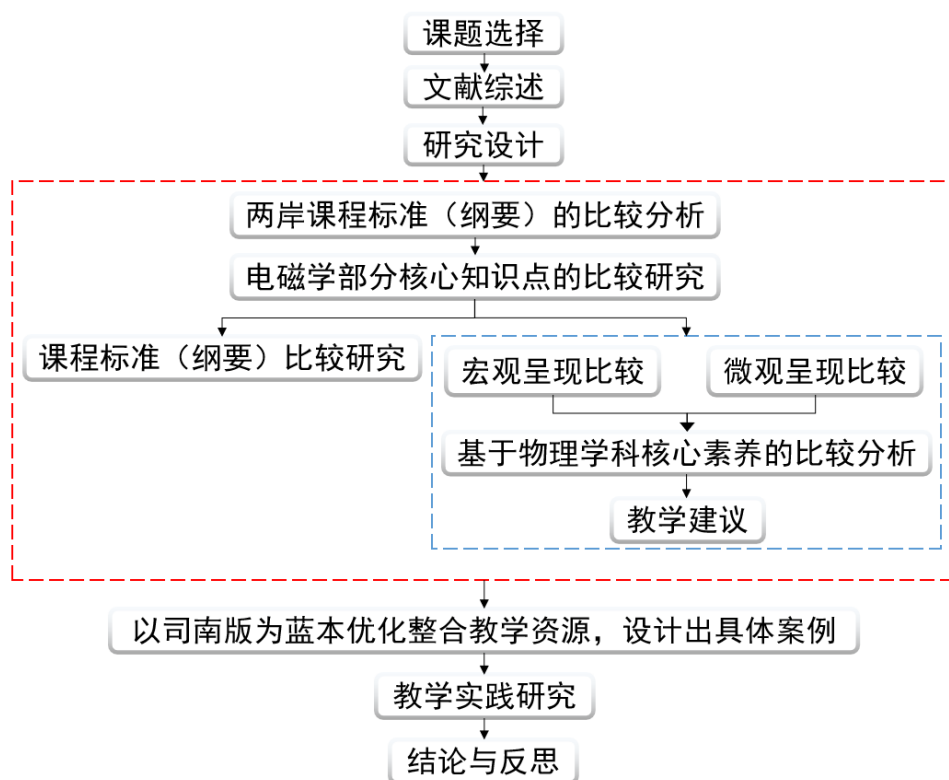 课题选择
文献综述
研究设计
两岸课程标准（纲要）的比较分析
电磁学部分核心知识点的比较研究
课程标准（纲要）比较研究
宏观呈现比较
微观呈现比较
基于物理学科核心素养的比较分析
教学建议
以司南版为蓝本优化整合教学资源，设计出具体案例
教学实践研究
结论与反思